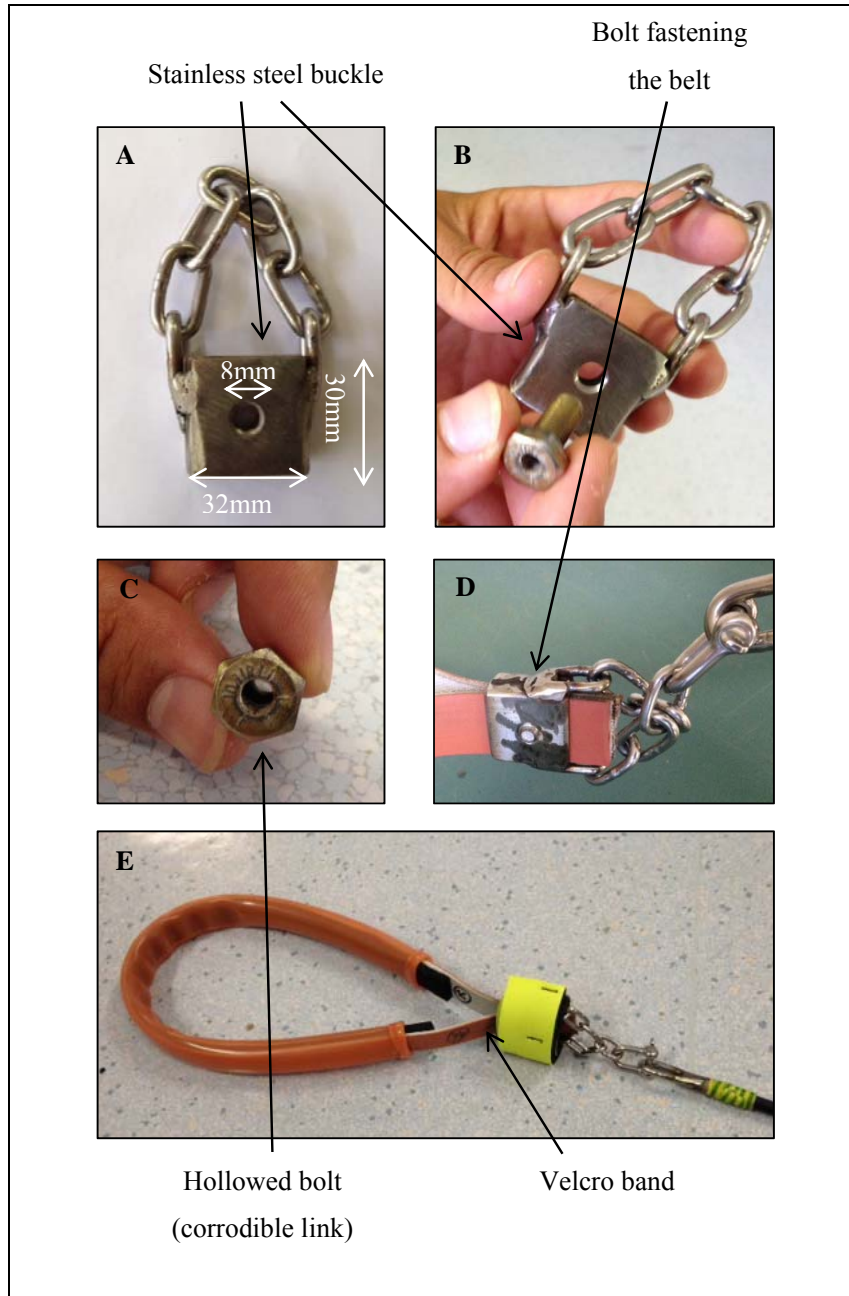 Bolt fastening
Stainless steel buckle
the belt
A
B
8mm
30mm
32mm
C
D
E
Hollowed bolt
Velcro band
(corrodible link)